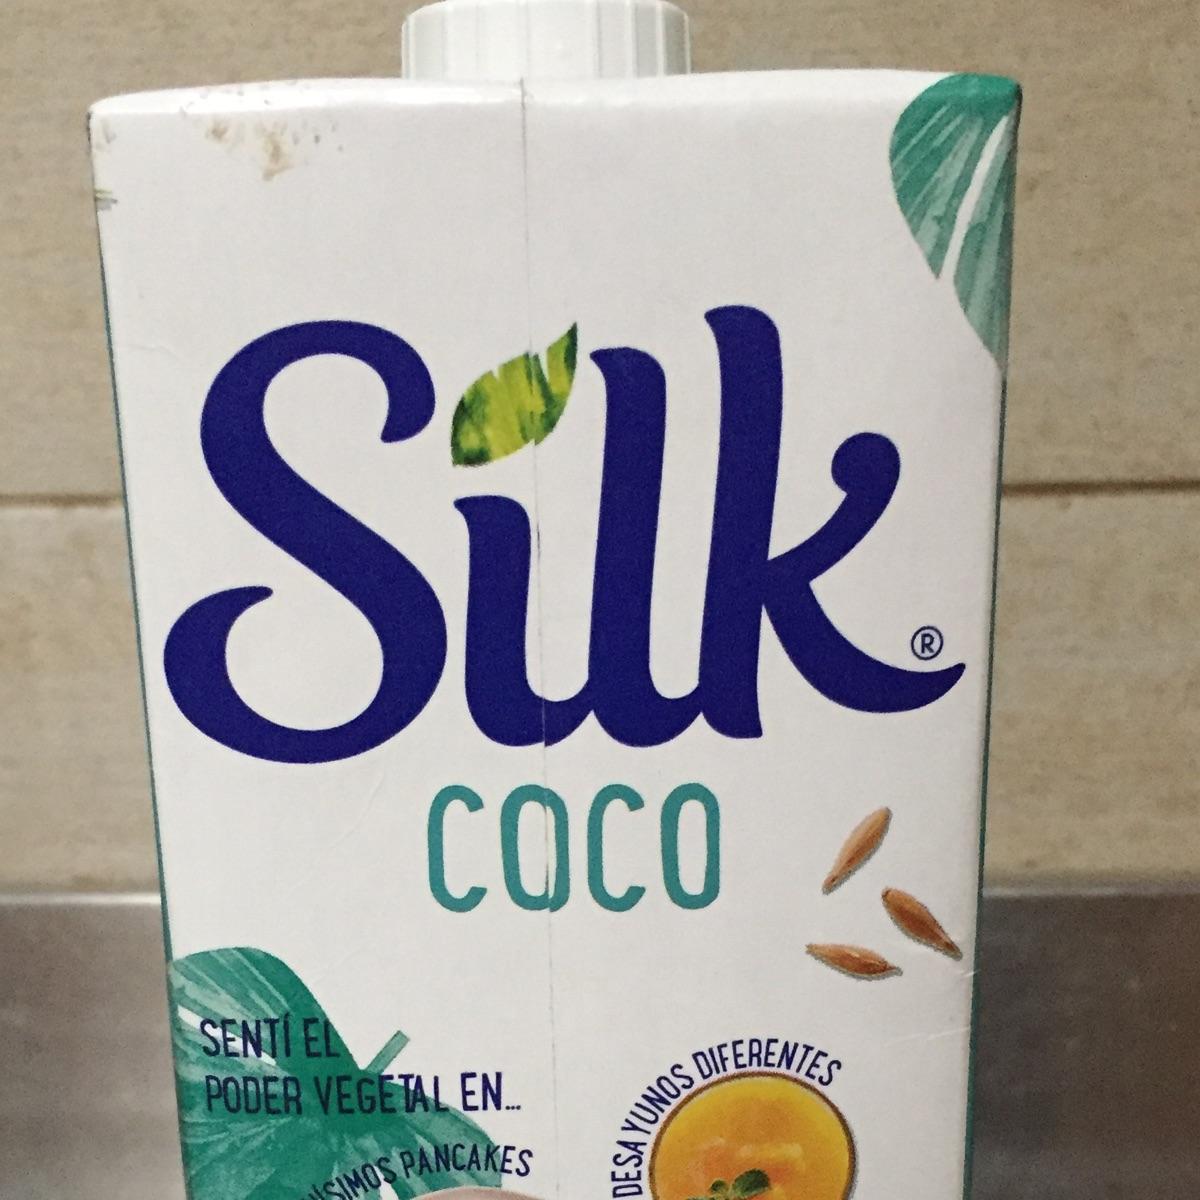 Silk®
COCO
SENTÍ EL
PODER VEGETAL EN...
PANCAKES
DESAYUNOS DIFERENTES